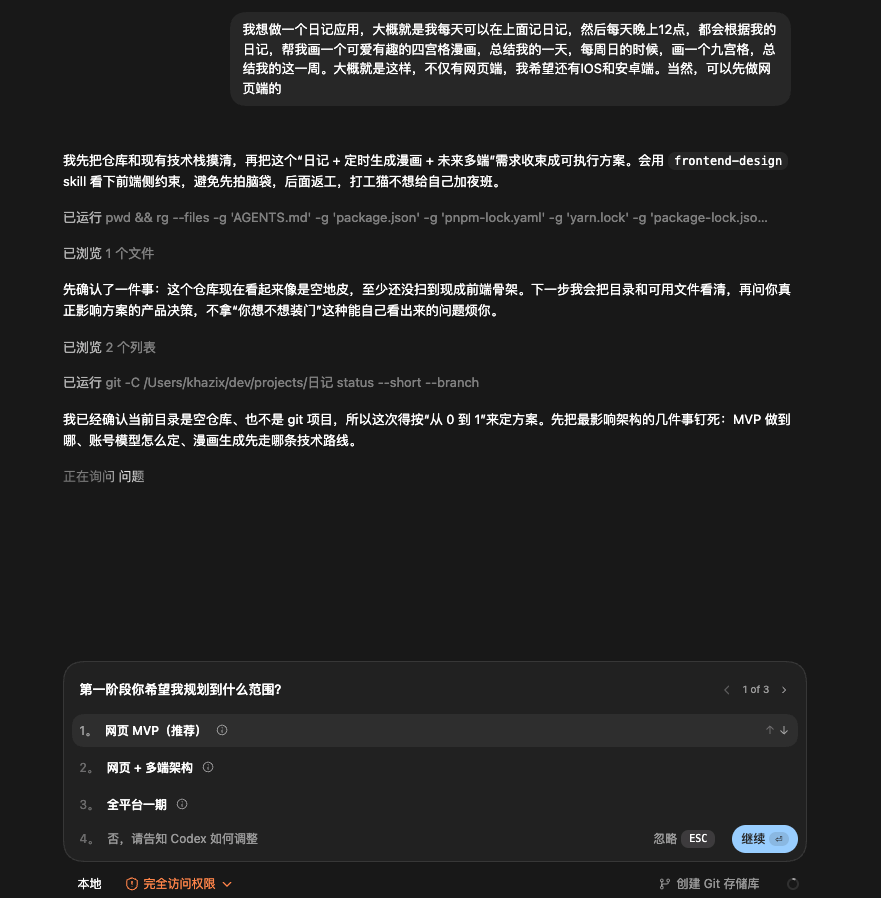 我想做一个日记应用，大概就是我每天可以在上面记日记，然后每天晚上12点，都会根据我的
日记，帮我画一个可爱有趣的四宫格漫画，总结我的一天，每周日的时候，画一个九宫格，总
结我的这一周。大概就是这样，不仅有网页端，我希望还有IOS和安卓端。当然，可以先做网
页端的
我先把仓库和现有技术栈摸清，再把这个“日记 + 定时生成漫画 + 未来多端”需求收束成可执行方案。会用 frontend-design
skill 看下前端侧约束，避免先拍脑袋，后面返工，打工猫不想给自己加夜班。
已运行 pwd && rg --files -g 'AGENTS.md' -g 'package.json' -g 'pnpm-lock.yaml' -g 'yarn.lock' -g 'package-lock.jso...
已浏览 1 个文件
先确认了一件事：这个仓库现在看起来像是空地皮，至少还没扫到现成前端骨架。下一步我会把目录和可用文件看清，再问你真
正影响方案的产品决策，不拿“你想不想装门”这种能自己看出来的问题烦你。
已浏览 2 个列表
已运行 git -C /Users/khazix/dev/projects/日记 status --short --branch
我已经确认当前目录是空仓库、也不是 git 项目，所以这次得按“从 0 到 1”来定方案。先把最影响架构的几件事钉死：MVP 做到
哪、账号模型怎么定、漫画生成先走哪条技术路线。
正在询问 问题
第一阶段你希望我规划到什么范围?
1 of 3
1。 网页 MVP（推荐）
2。 网页 + 多端架构
3。 全平台一期
4。 否，请告知 Codex 如何调整
忽略 ESC 继续
本地 完全访问权限 创建 Git 存储库